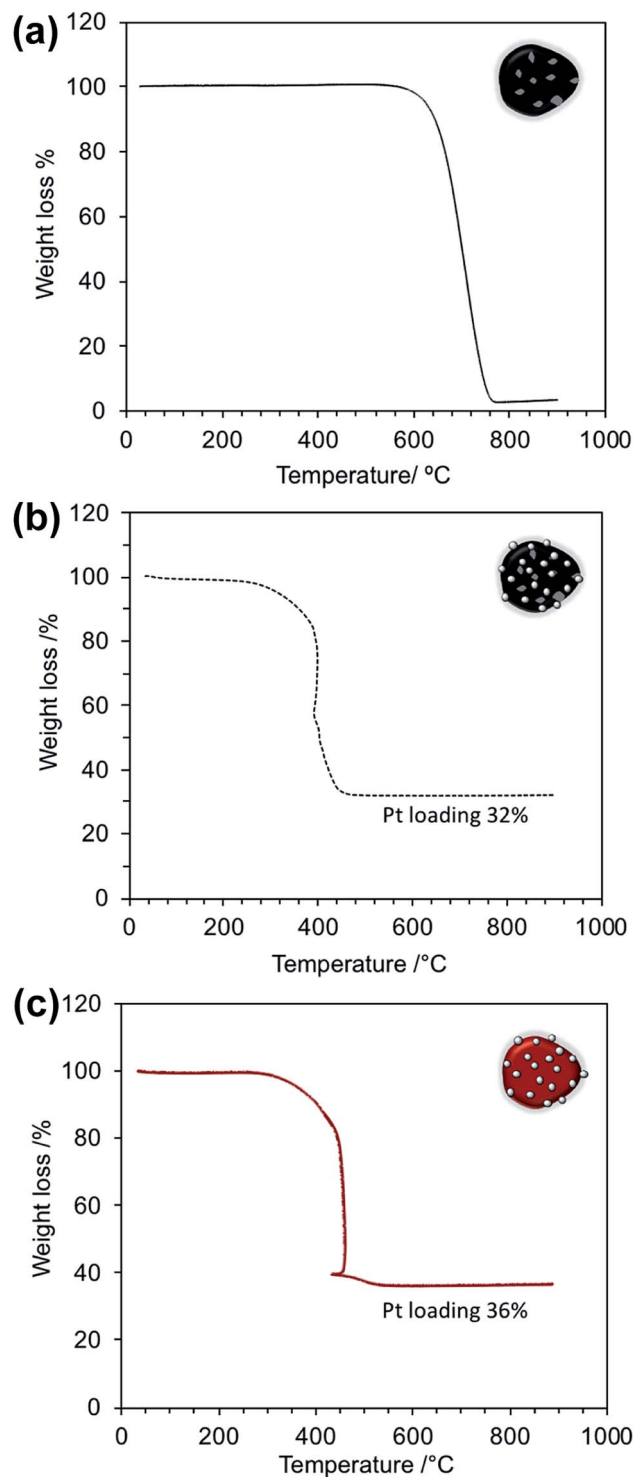 (a)
120
100
80
60
40
20
0
Weight loss %
0 200 400 600 800 1000
Temperature/ ºC
(b)
120
100
80
60
40
20
0
Weight loss /%
Pt loading 32%
0 200 400 600 800 1000
Temperature /°C
(c)
120
100
80
60
40
20
0
Weight loss /%
Pt loading 36%
0 200 400 600 800 1000
Temperature /°C